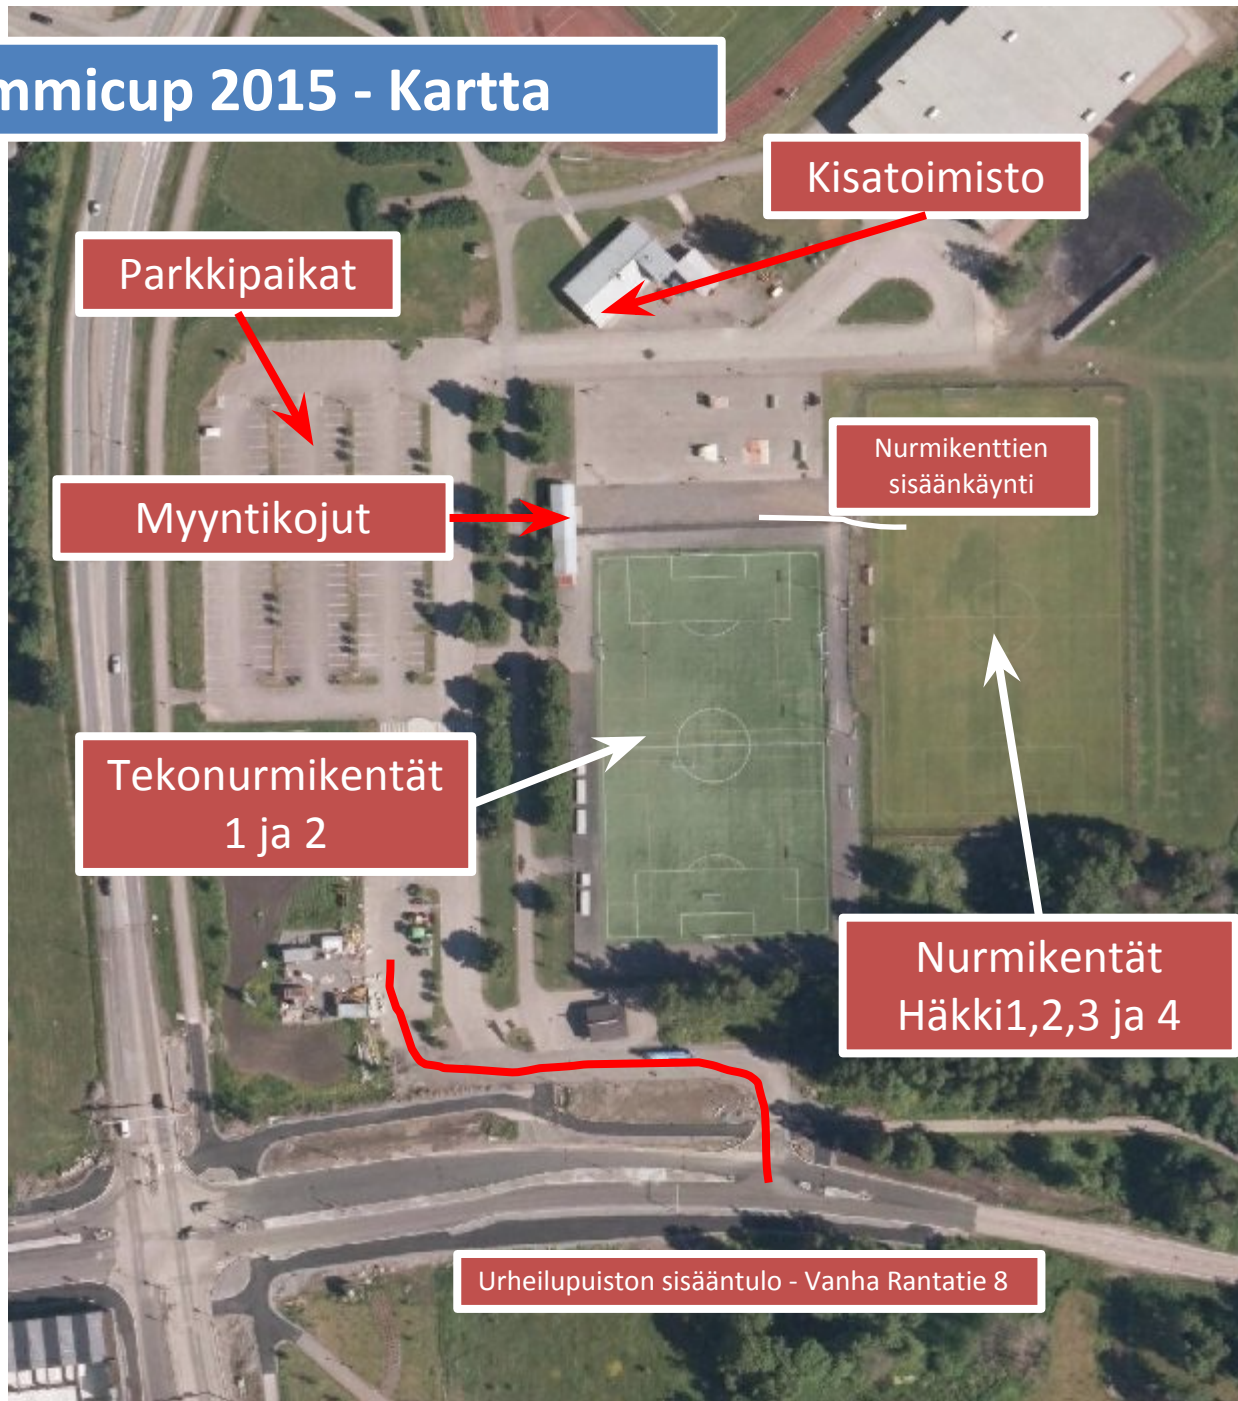 mmicup 2015 - Kartta
Kisatoimisto
Parkkipaikat
Nurmikenttien
sisäänkäynti
Myyntikojut
Tekonurmikentät
1 ja 2
Nurmikentät
Häkki1,2,3 ja 4
Urheilupuiston sisääntulo - Vanha Rantatie 8